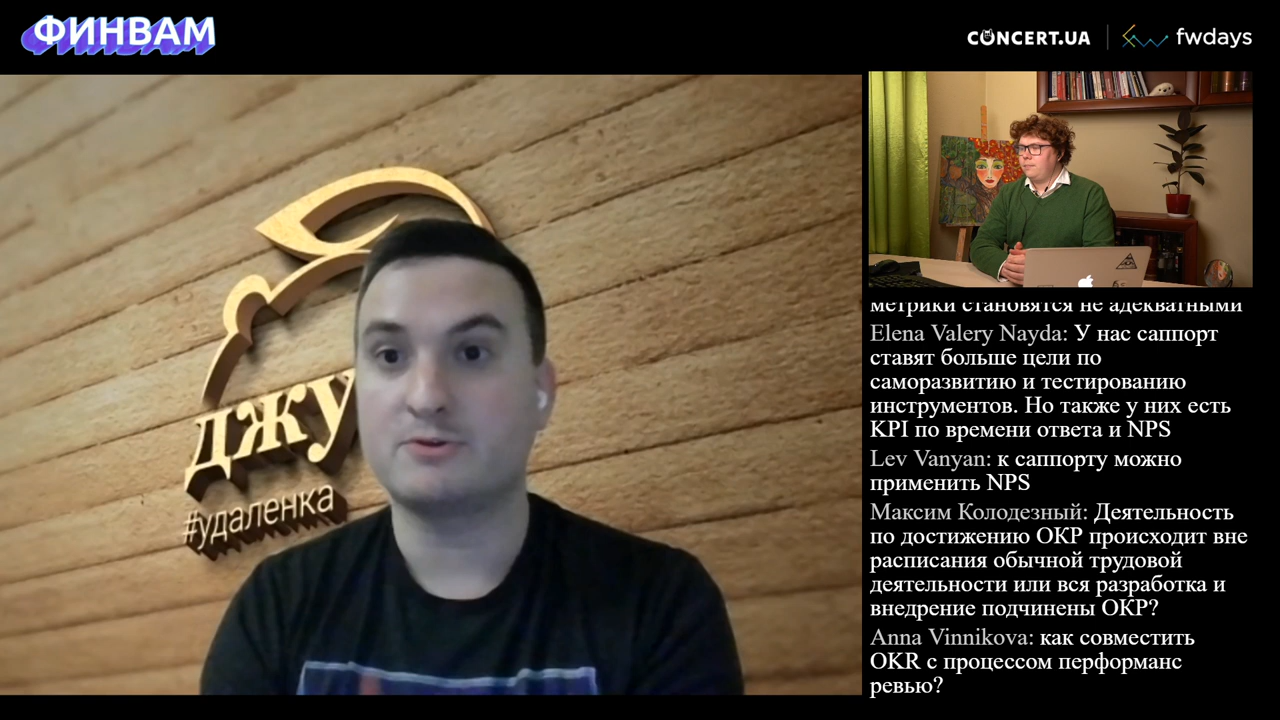 ФИНВАМ
CONCERT.UA
fwdays
джу
#удаленка
метрики становятся не адекватными
Elena Valery Nayda: У нас саппорт
ставят больше цели по
саморазвитию и тестированию
инструментов. Но также у них есть
KPI по времени ответа и NPS
Lev Vanyan: к саппорту можно
применить NPS
Максим Колодезный: Деятельность
по достижению ОКР происходит вне
расписания обычной трудовой
деятельности или вся разработка и
внедрение подчинены ОКР?
Anna Vinnikova: как совместить
OKR с процессом перформанс
ревью?